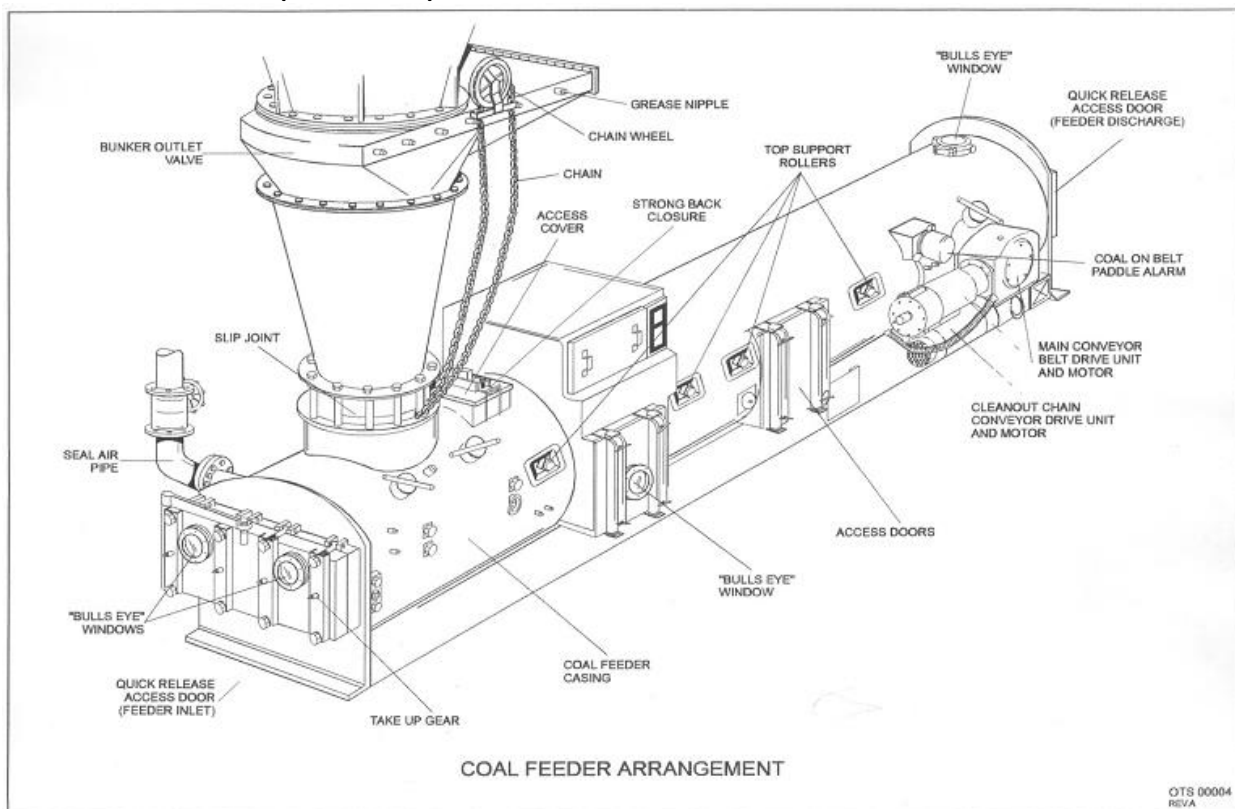 "BULLS EYE"
WINDOW
QUICK RELEASE
ACCESS DOOR
(FEEDER DISCHARGE)
GREASE NIPPLE
CHAIN WHEEL
BUNKER OUTLET
VALVE
TOP SUPPORT
ROLLERS
CHAIN
STRONG BACK
CLOSURE
ACCESS
COVER
COAL ON BELT
PADDLE ALARM
SLIP JOINT
MAIN CONVEYOR
BELT DRIVE UNIT
AND MOTOR
CLEANOUT CHAIN
CONVEYOR DRIVE UNIT
AND MOTOR
SEAL AIR
PIPE
ACCESS DOORS
"BULLS EYE"
WINDOW
"BULLS EYE"
WINDOWS
COAL FEEDER
CASING
QUICK RELEASE
ACCESS DOOR
(FEEDER INLET)
TAKE UP GEAR
COAL FEEDER ARRANGEMENT
OTS 00004
REV.A